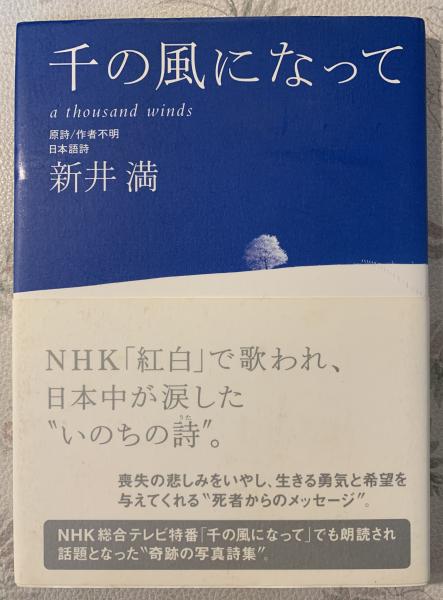 千の風になって
a thousand winds
原詩/作者不明
日本語詩
新井 満
NHK「紅白」で歌われ、
日本中が涙した
うた
“いのちの詩”。
喪失の悲しみをいやし、生きる勇気と希望を
与えてくれる“死者からのメッセージ”。
NHK総合テレビ特番「千の風になって」でも朗読され
話題となった“奇跡の写真詩集”。